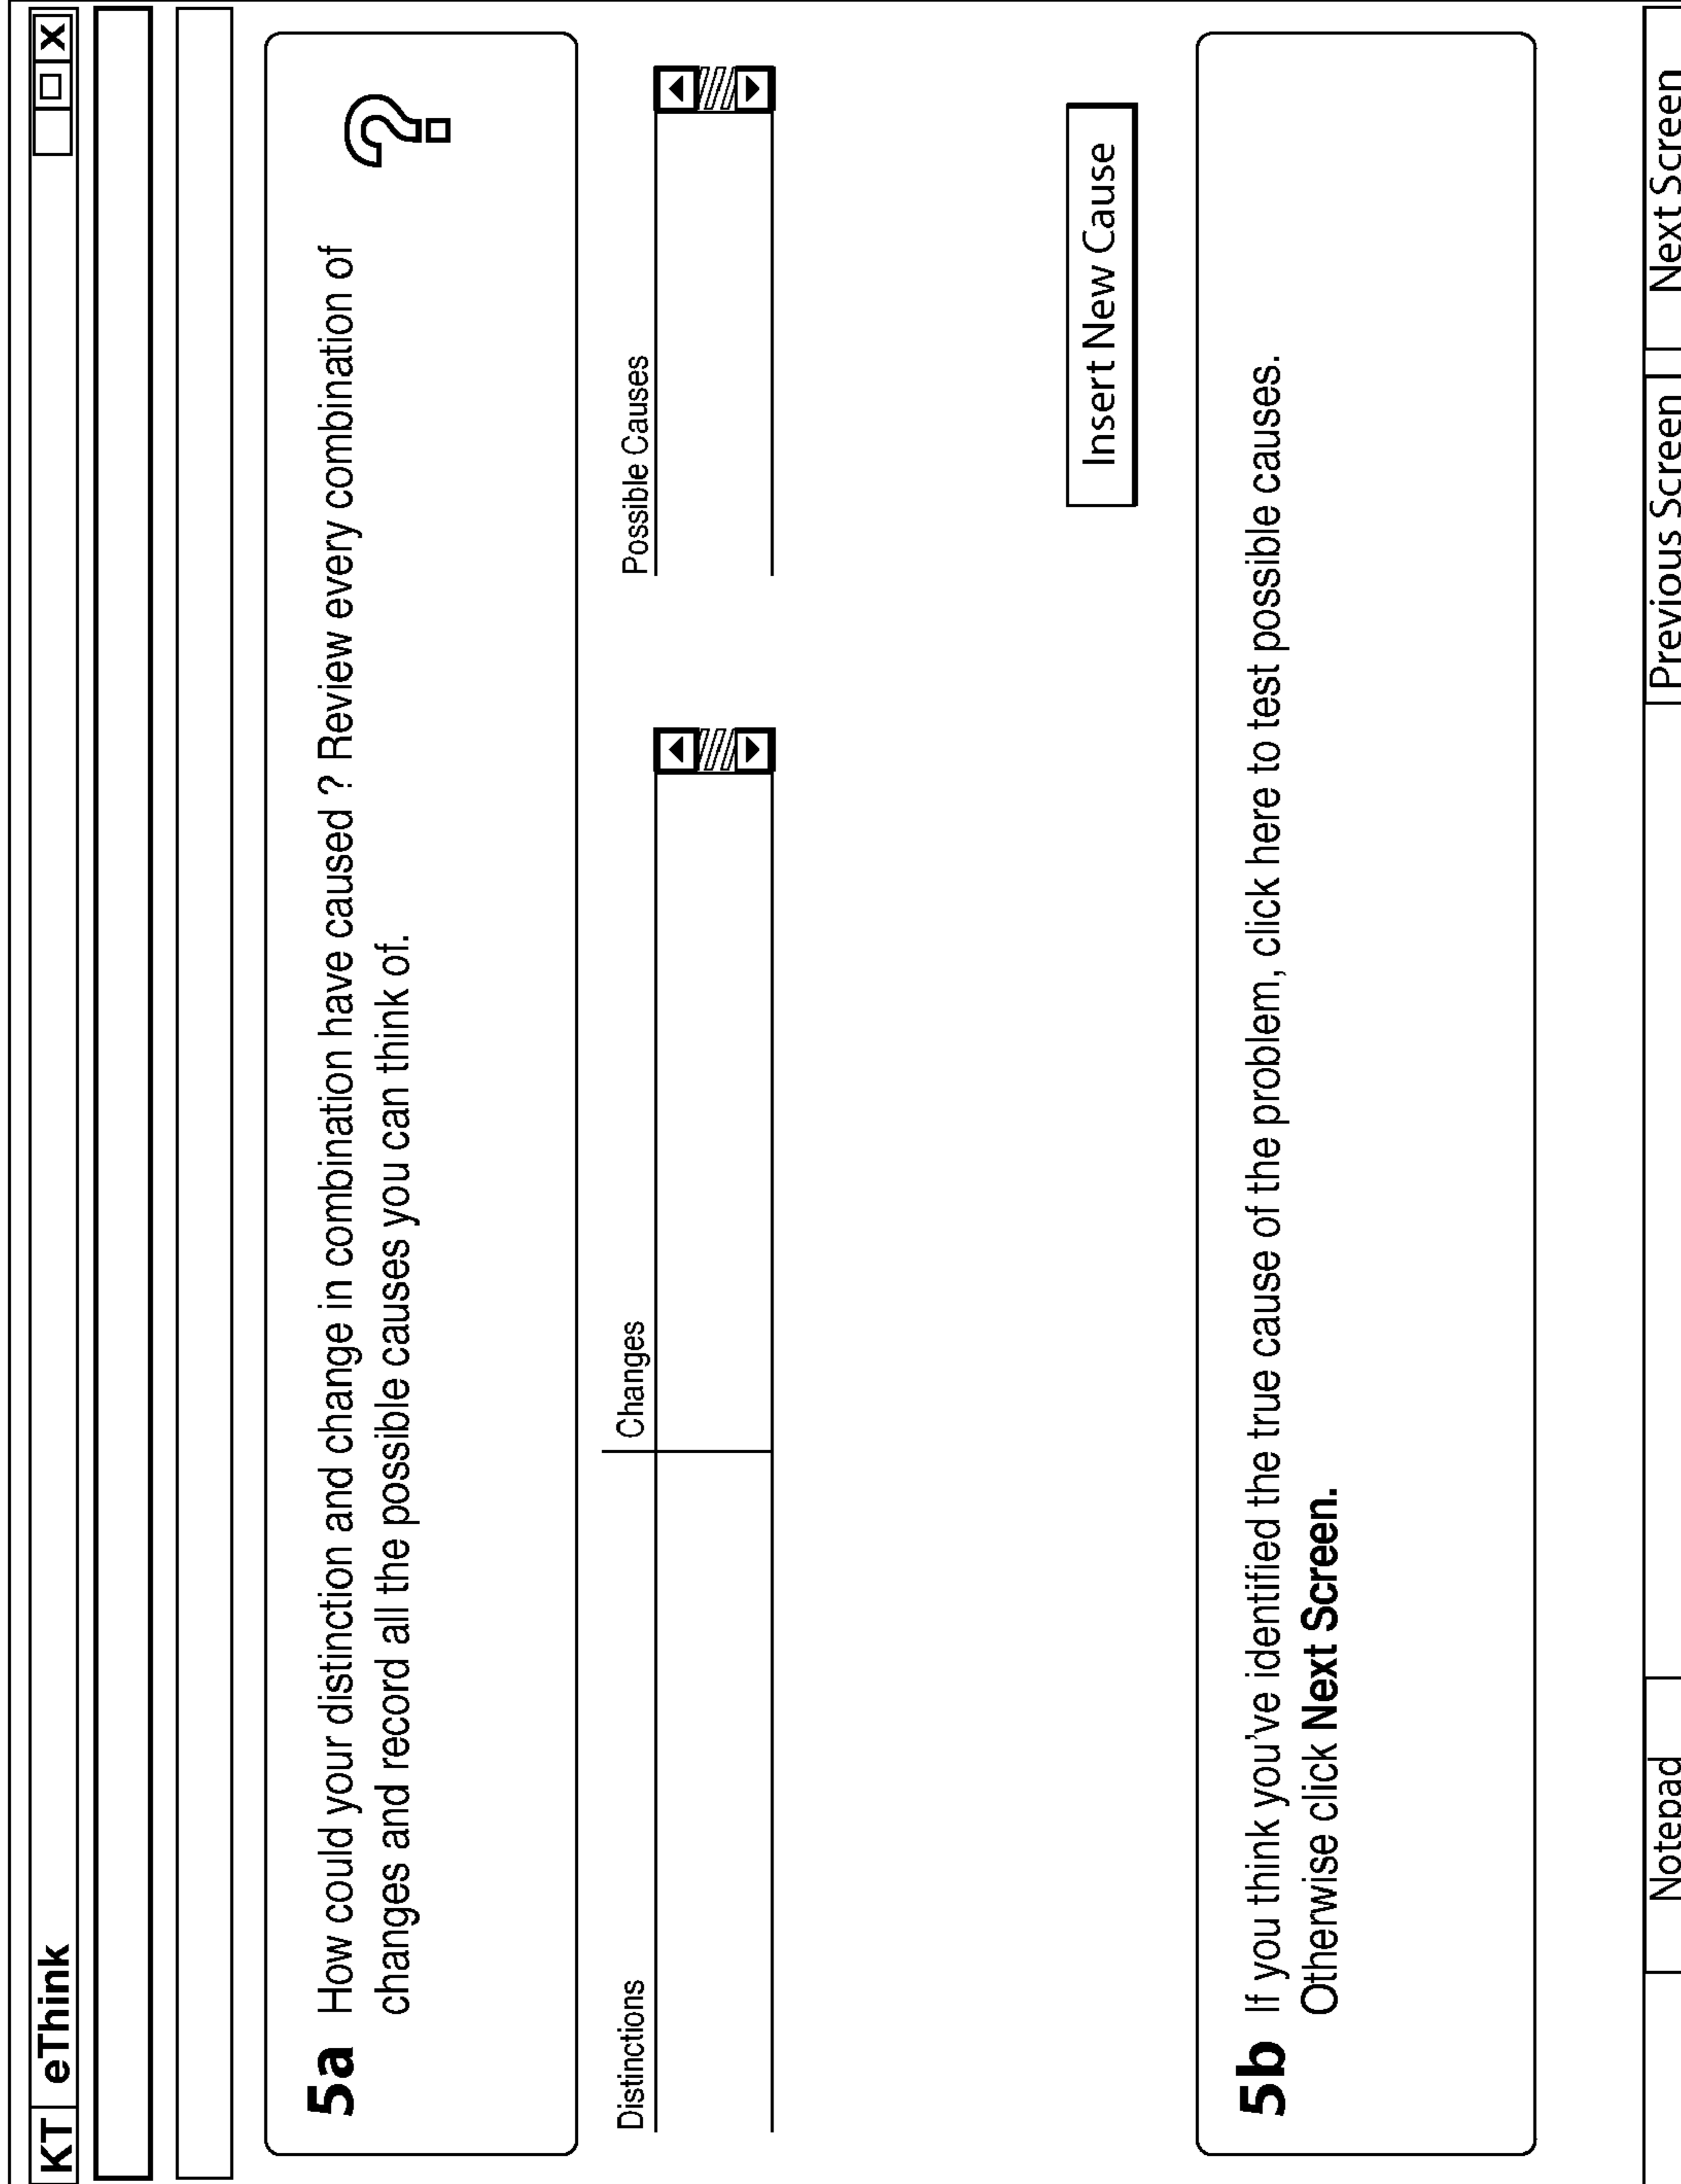 KT eThink X
5a How could your distinction and change in combination have caused ? Review every combination of
changes and record all the possible causes you can think of.
?
Distinctions Changes Possible Causes
Insert New Cause
5b If you think you've identified the true cause of the problem, click here to test possible causes.
Otherwise click Next Screen.
Notepad Previous Screen Next Screen